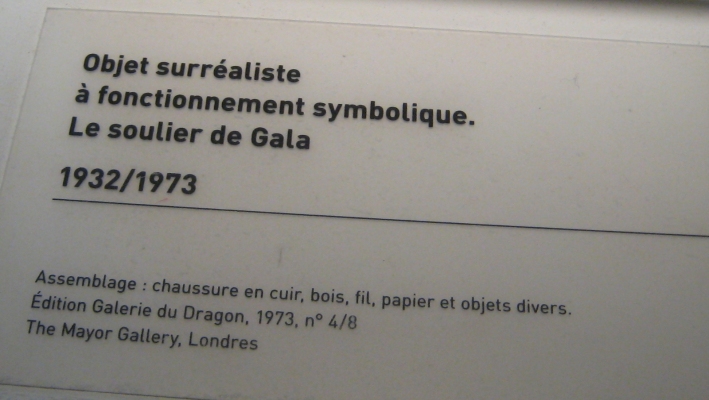 Objet surréaliste
à fonctionnement symbolique.
Le soulier de Gala
1932/1973
Assemblage : chaussure en cuir, bois, fil, papier et objets divers.
Édition Galerie du Dragon, 1973, n° 4/8
The Mayor Gallery, Londres